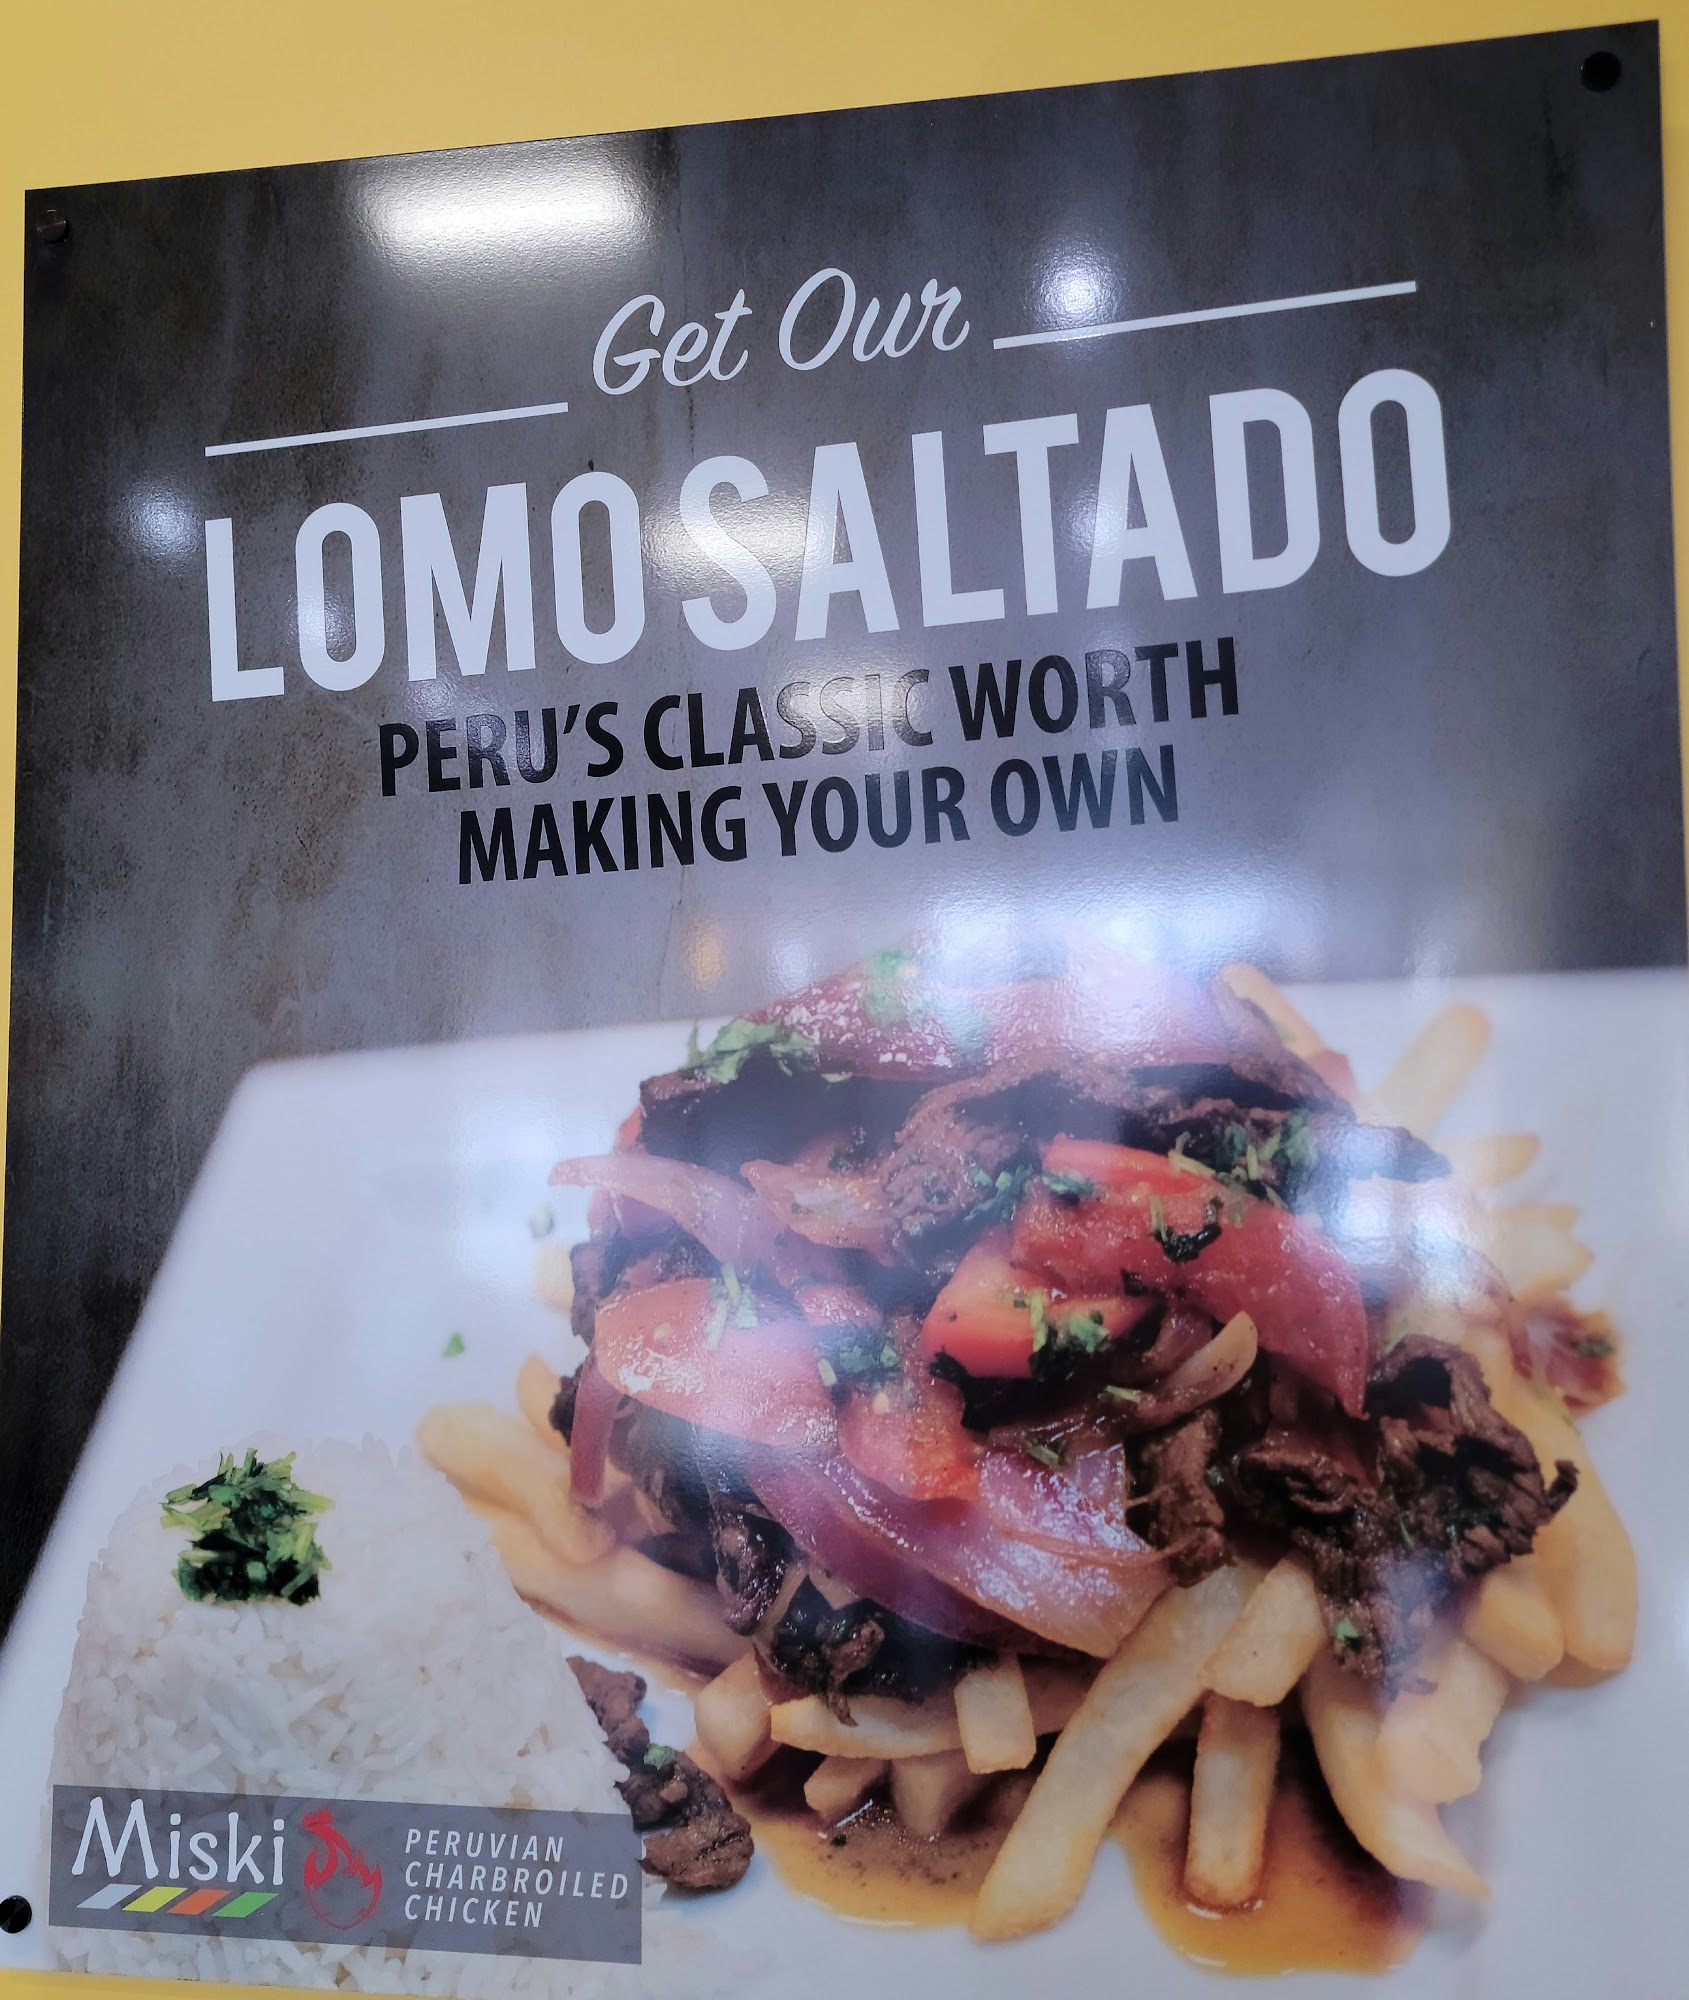 Get Our
LOMO SALTADO
PERU'S CLASSIC WORTH
MAKING YOUR OWN
Miski
PERUVIAN
CHARBROILED
CHICKEN